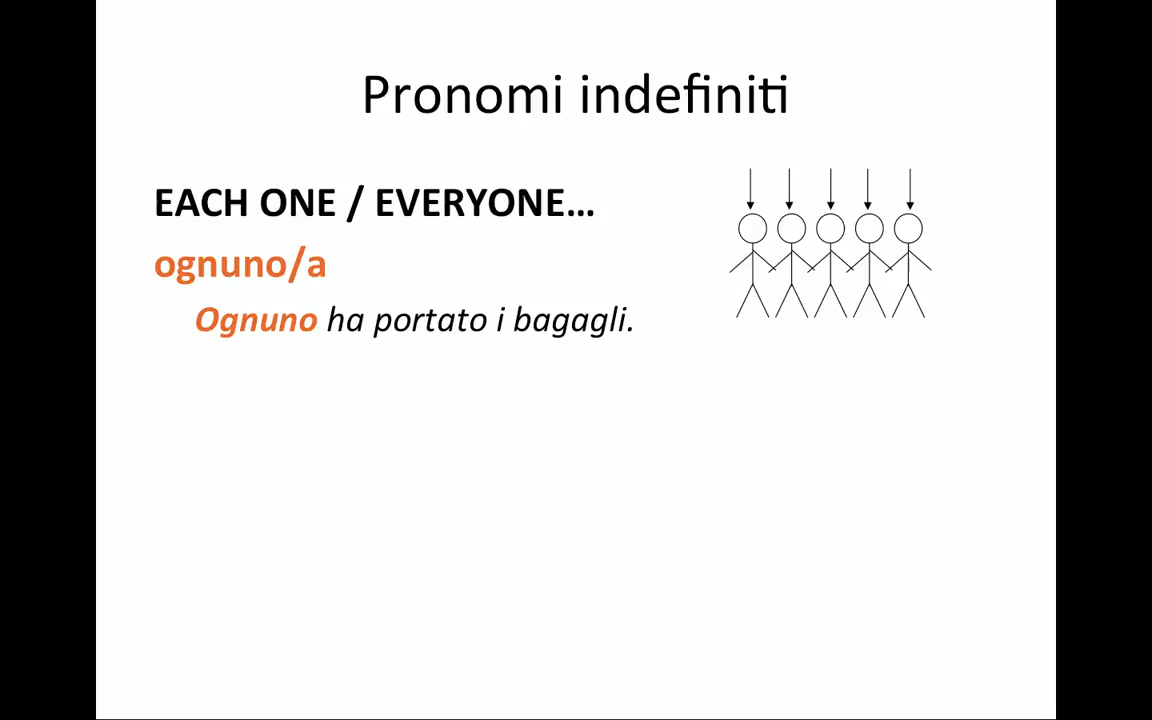 Pronomi indefiniti
EACH ONE / EVERYONE…
ognuno/a
Ognuno ha portato i bagagli.